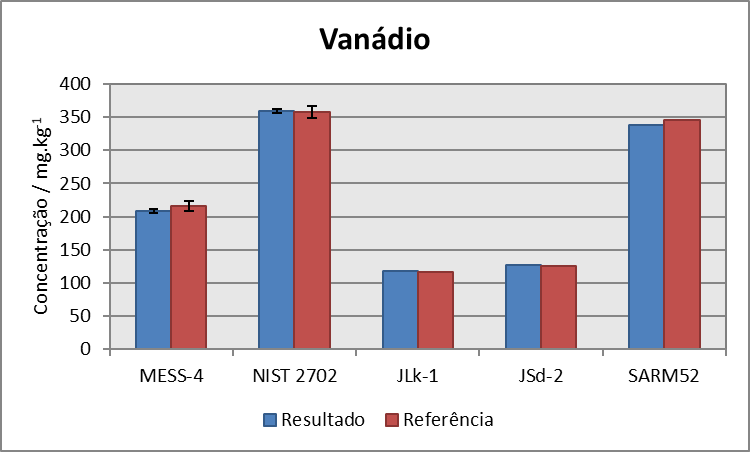 Vanádio
Concentração / mg.kg⁻¹
400
350
300
250
200
150
100
50
0
MESS-4 NIST 2702 JLk-1 JSd-2 SARM52
Resultado Referência